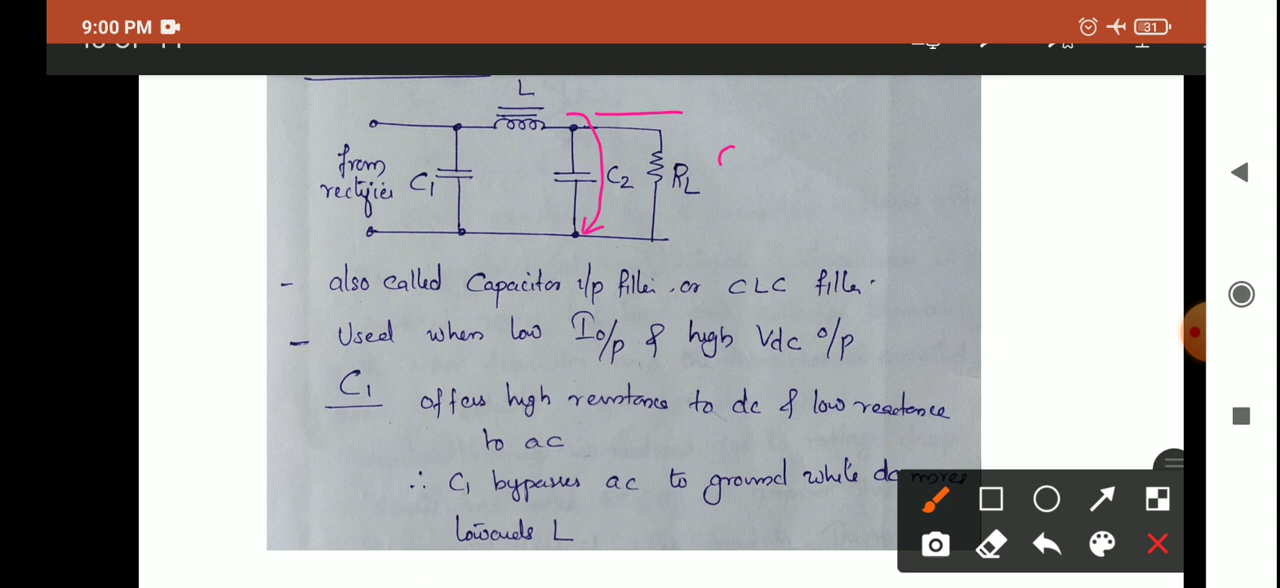 9:00 PM
31
L
from
rectifier
C1
C2
RL
- also called Capacitor i/p filter or CLC filter.
- Used when low Io/p & high Vdc o/p
C1
offers high resistance to dc & low reactance
to ac
∴ C1 bypasses ac to ground while dc moves
towards L